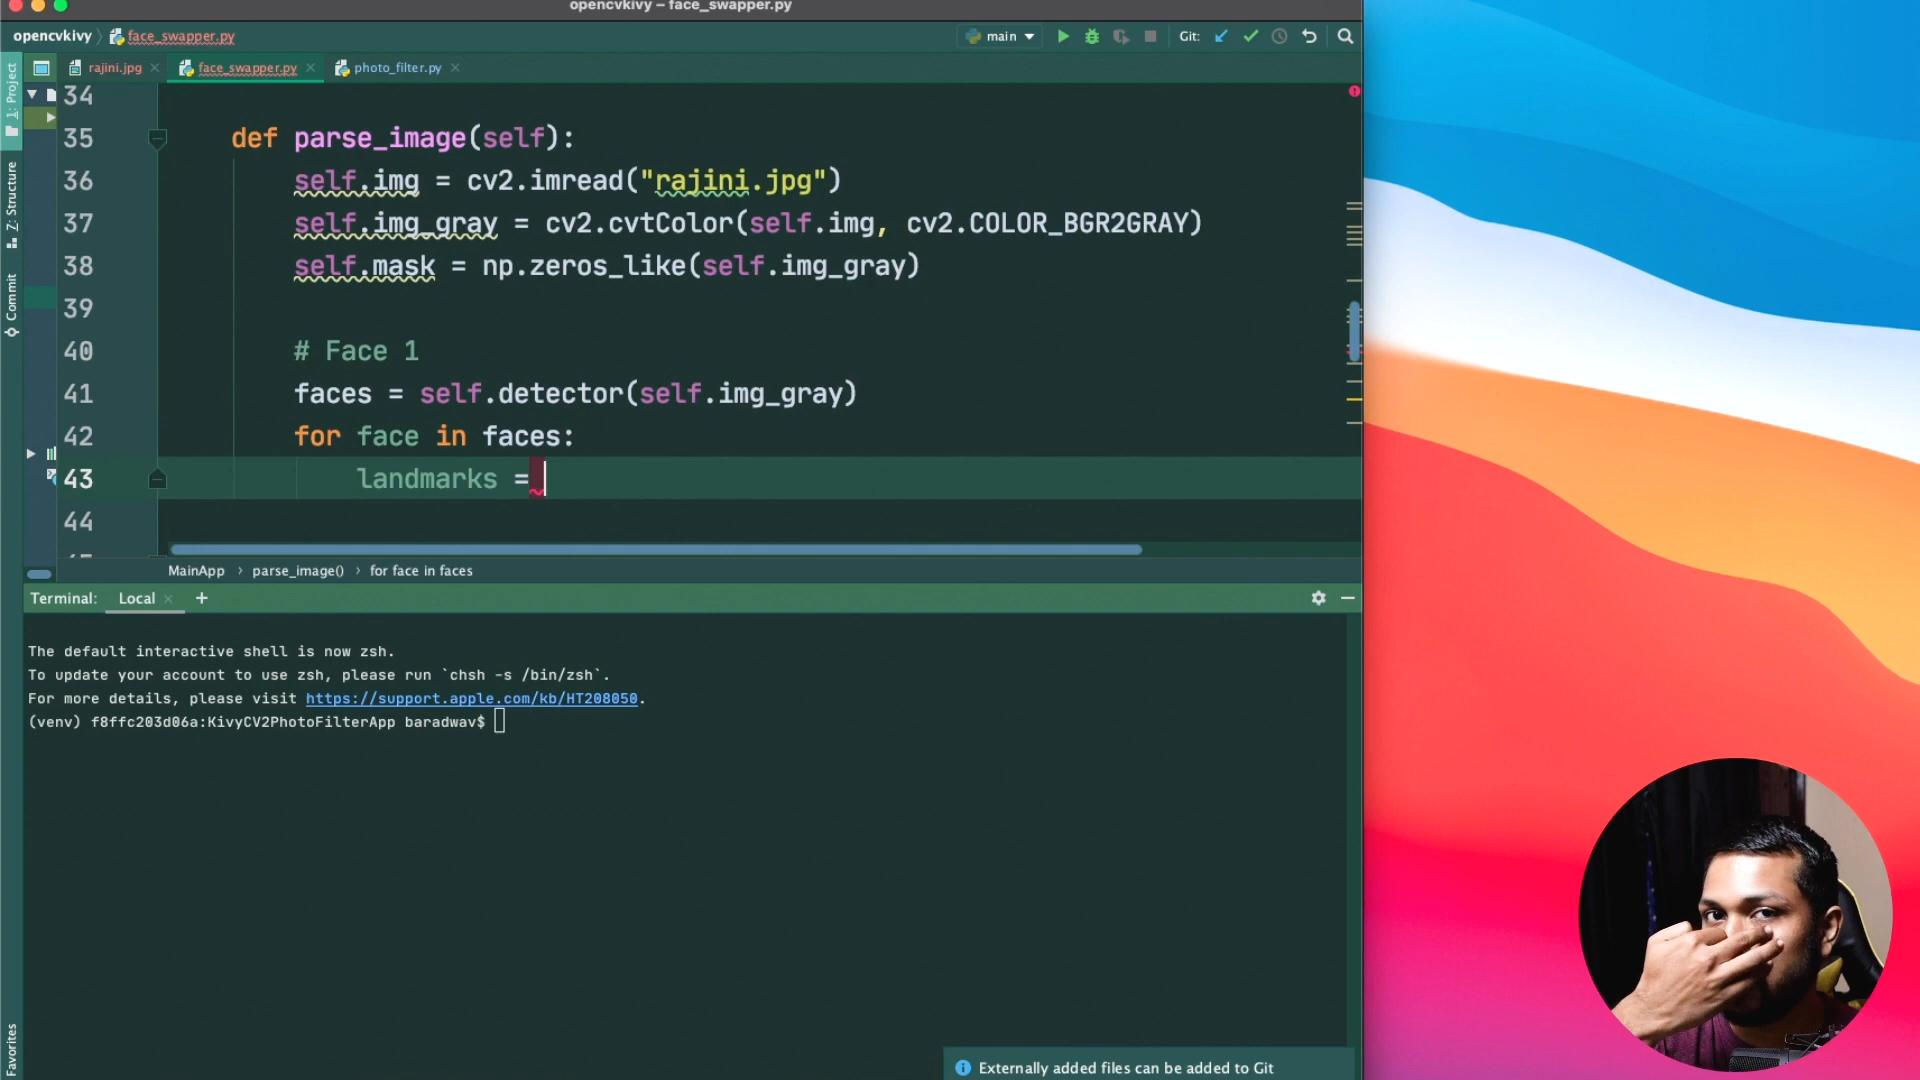 opencvkivy – face_swapper.py
opencvkivy face_swapper.py main Git:
rajini.jpg face_swapper.py photo_filter.py
1: Project
Z: Structure
Commit
Favorites
34
35 def parse_image(self):
36 self.img = cv2.imread("rajini.jpg")
37 self.img_gray = cv2.cvtColor(self.img, cv2.COLOR_BGR2GRAY)
38 self.mask = np.zeros_like(self.img_gray)
39
40 # Face 1
41 faces = self.detector(self.img_gray)
42 for face in faces:
43 landmarks =
44
MainApp › parse_image() › for face in faces
Terminal: Local +
The default interactive shell is now zsh.
To update your account to use zsh, please run `chsh -s /bin/zsh`.
For more details, please visit https://support.apple.com/kb/HT208050.
(venv) f8ffc203d06a:KivyCV2PhotoFilterApp baradwav$
Externally added files can be added to Git